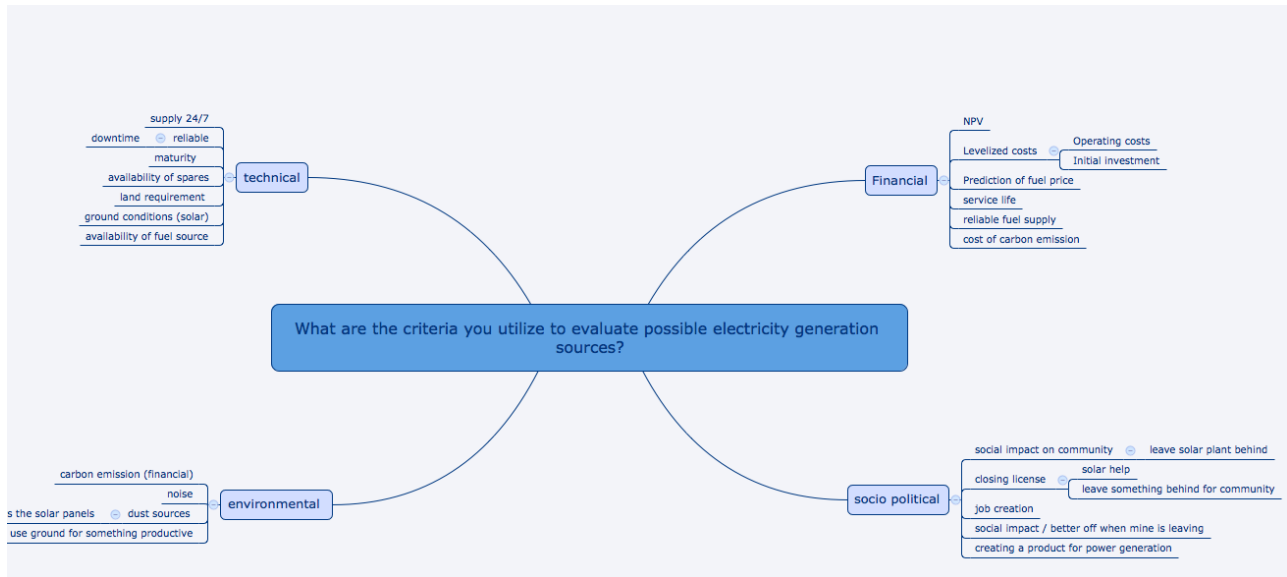 What are the criteria you utilize to evaluate possible electricity generation
sources?
technical
supply 24/7
reliable
downtime
maturity
availability of spares
land requirement
ground conditions (solar)
availability of fuel source
Financial
NPV
Levelized costs
Operating costs
Initial investment
Prediction of fuel price
service life
reliable fuel supply
cost of carbon emission
environmental
carbon emission (financial)
noise
dust sources
s the solar panels
use ground for something productive
socio political
social impact on community
leave solar plant behind
closing license
solar help
leave something behind for community
job creation
social impact / better off when mine is leaving
creating a product for power generation